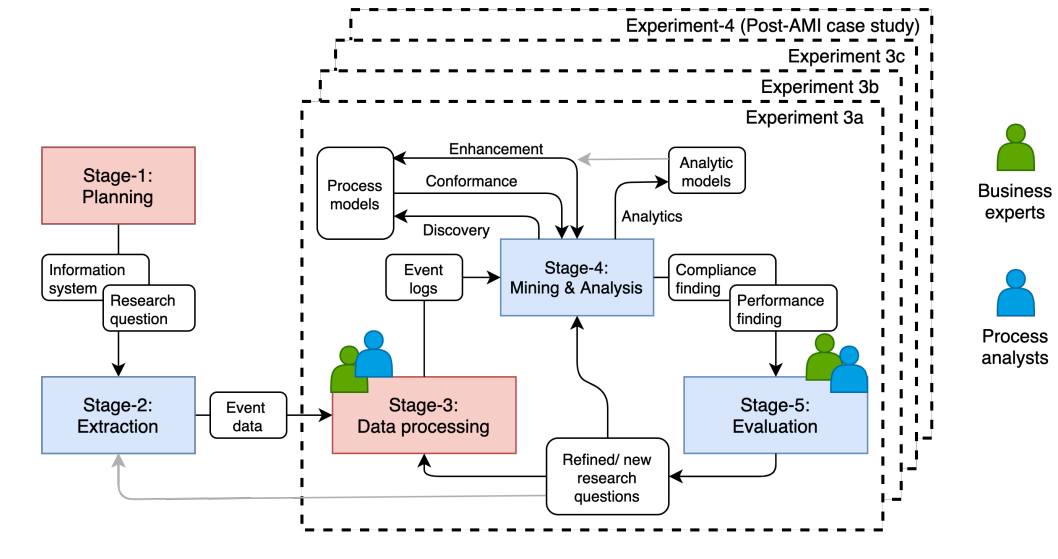 Experiment-4 (Post-AMI case study)
Experiment 3c
Experiment 3b
Experiment 3a
Stage-1:
Planning
Information
system
Research
question
Stage-2:
Extraction
Event
data
Process
models
Enhancement
Conformance
Discovery
Analytic
models
Analytics
Event
logs
Stage-4:
Mining & Analysis
Compliance
finding
Performance
finding
Stage-3:
Data processing
Stage-5:
Evaluation
Refined/ new
research
questions
Business
experts
Process
analysts